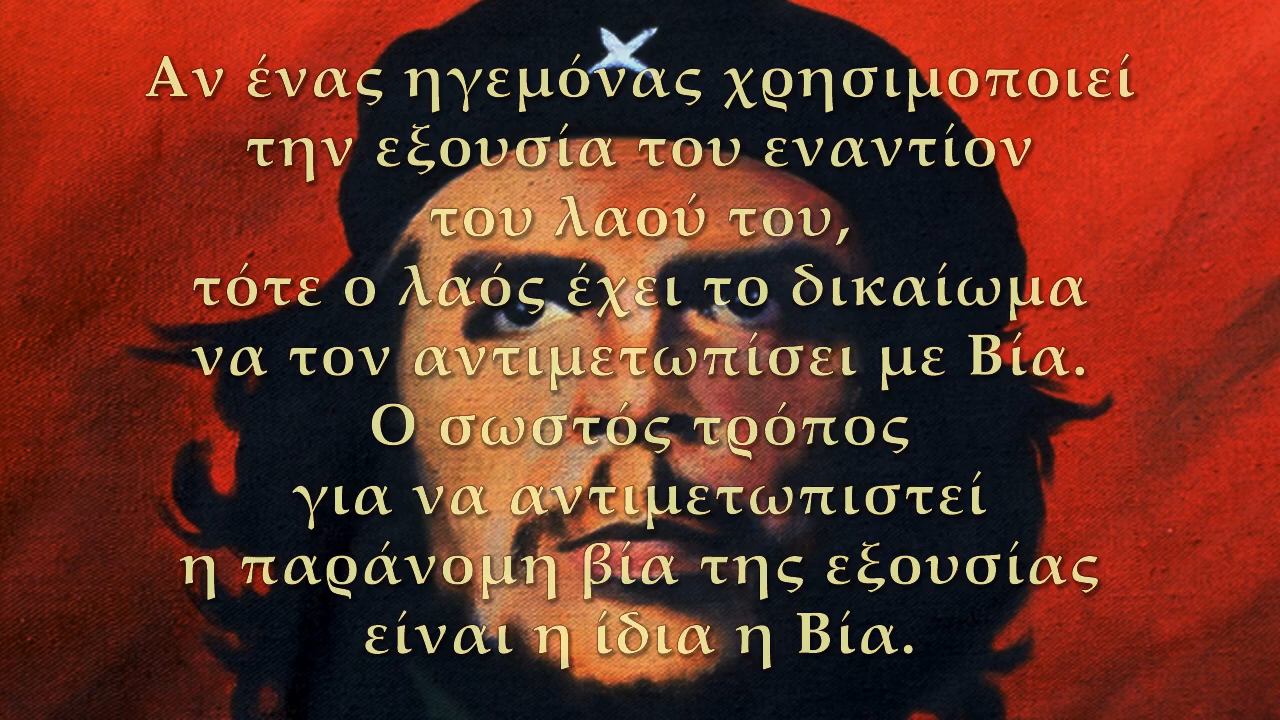 Αν ένας ηγεμόνας χρησιμοποιεί
την εξουσία του εναντίον
του λαού του,
τότε ο λαός έχει το δικαίωμα
να τον αντιμετωπίσει με Βία.
Ο σωστός τρόπος
για να αντιμετωπιστεί
η παράνομη βία της εξουσίας
είναι η ίδια η Βία.